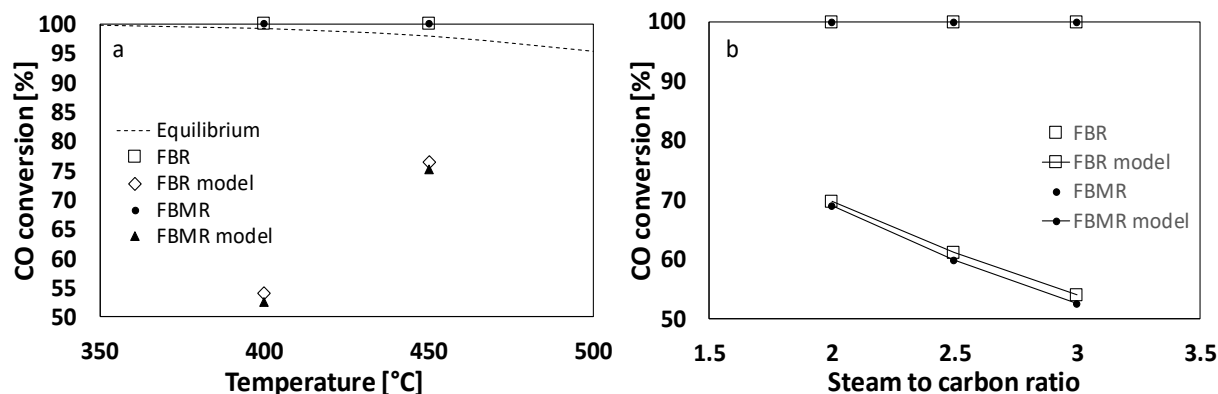 a
CO conversion [%]
100
95
90
85
80
75
70
65
60
55
50
Equilibrium
FBR
FBR model
FBMR
FBMR model
350
400
450
500
Temperature [°C]
b
CO conversion [%]
100
90
80
70
60
50
FBR
FBR model
FBMR
FBMR model
1.5
2
2.5
3
3.5
Steam to carbon ratio